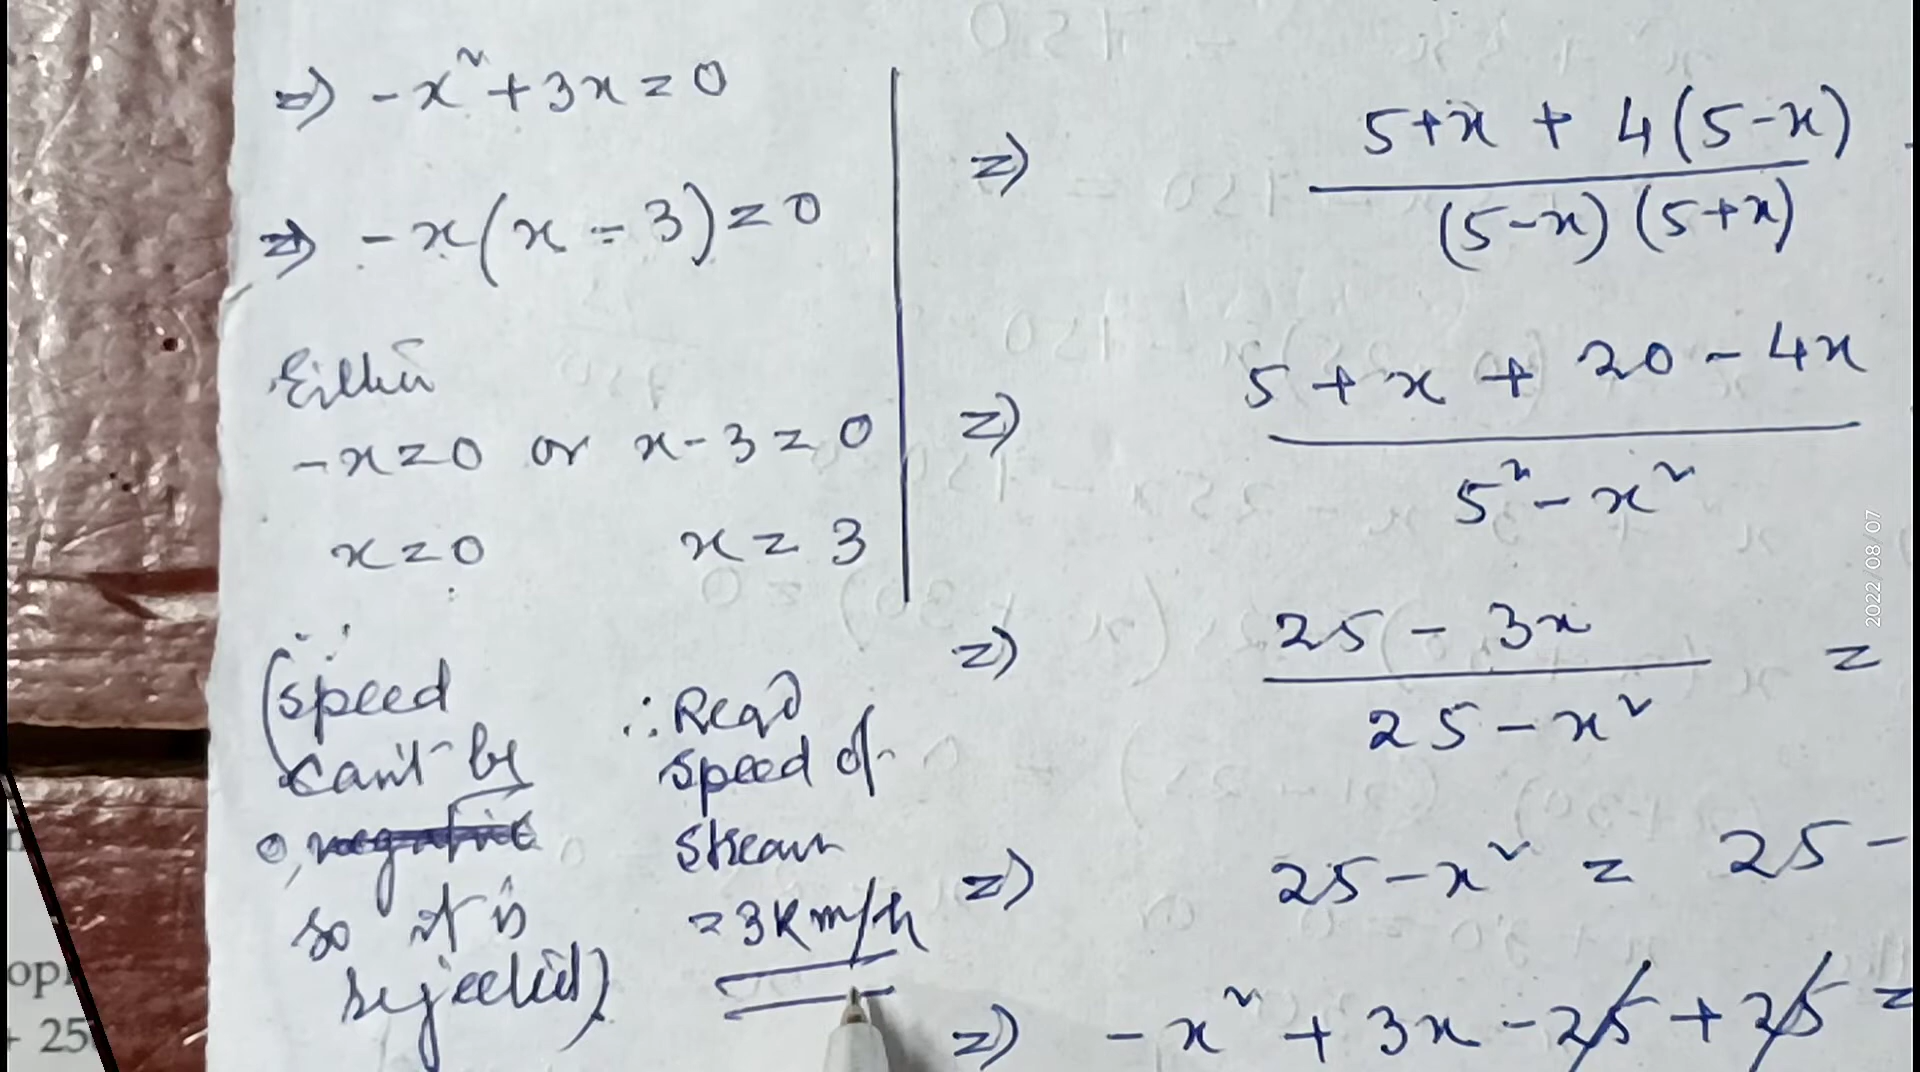 ⇒ -x² + 3x = 0
⇒ -x(x - 3) = 0
Either
-x = 0 or x - 3 = 0
x = 0 x = 3
(∵ speed
can't be
0,
so it is
rejected)
∴ Reqd
speed of
stream
= 3 Km/h
⇒ 5+x + 4(5-x)
(5-x)(5+x)
⇒ 5 + x + 20 - 4x
5² - x²
⇒ 25 - 3x =
25 - x²
⇒ 25 - x² = 25 -
⇒ -x² + 3x - 25 + 25 =
2022/08/07
+ 25